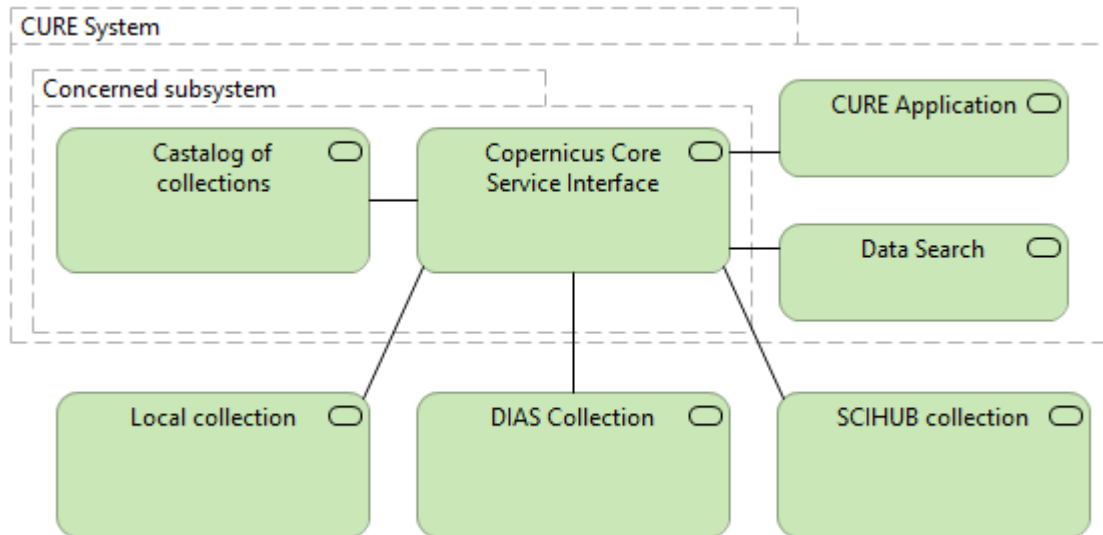 CURE System
Concerned subsystem
Castalog of
collections
Copernicus Core
Service Interface
CURE Application
Data Search
Local collection
DIAS Collection
SCIHUB collection